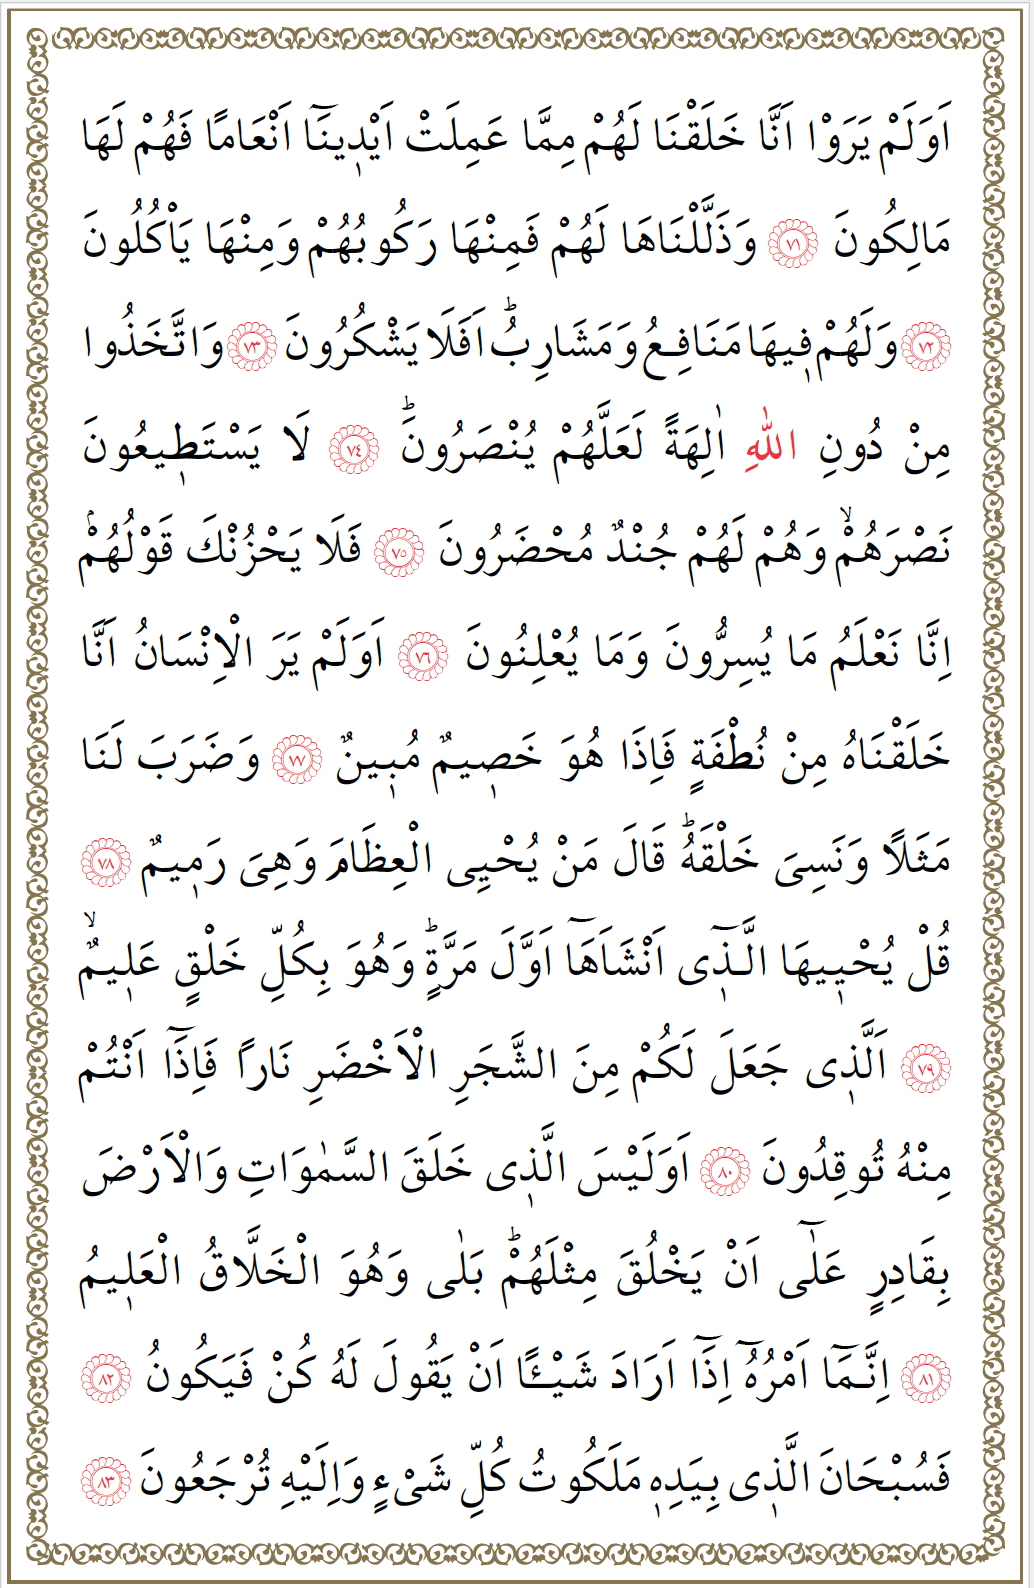 اَوَلَمْ يَرَوْا اَنَّا خَلَقْنَا لَهُمْ مِمَّا عَمِلَتْ اَيْد۪ينَٓا اَنْعَامًا فَهُمْ لَهَا
مَالِكُونَ ﴿٧١﴾ وَذَلَّلْنَاهَا لَهُمْ فَمِنْهَا رَكُوبُهُمْ وَمِنْهَا يَأْكُلُونَ
﴿٧٢﴾ وَلَهُمْ ف۪يهَا مَنَافِعُ وَمَشَارِبُۜ اَفَلَا يَشْكُرُونَ ﴿٧٣﴾ وَاتَّخَذُوا
مِنْ دُونِ اللّٰهِ اٰلِهَةً لَعَلَّهُمْ يُنْصَرُونَۜ ﴿٧٤﴾ لَا يَسْتَط۪يعُونَ
نَصْرَهُمْۙ وَهُمْ لَهُمْ جُنْدٌ مُحْضَرُونَ ﴿٧٥﴾ فَلَا يَحْزُنْكَ قَوْلُهُمْۢ
اِنَّا نَعْلَمُ مَا يُسِرُّونَ وَمَا يُعْلِنُونَ ﴿٧٦﴾ اَوَلَمْ يَرَ الْاِنْسَانُ اَنَّا
خَلَقْنَاهُ مِنْ نُطْفَةٍ فَاِذَا هُوَ خَص۪يمٌ مُب۪ينٌ ﴿٧٧﴾ وَضَرَبَ لَنَا
مَثَلًا وَنَسِىَ خَلْقَهُۜ قَالَ مَنْ يُحْيِى الْعِظَامَ وَهِىَ رَم۪يمٌ ﴿٧٨﴾
قُلْ يُحْي۪يهَا الَّذ۪ٓى اَنْشَاَهَٓا اَوَّلَ مَرَّةٍۜ وَهُوَ بِكُلِّ خَلْقٍ عَل۪يمٌۙ
﴿٧٩﴾ اَلَّذ۪ى جَعَلَ لَكُمْ مِنَ الشَّجَرِ الْاَخْضَرِ نَارًا فَاِذَٓا اَنْتُمْ
مِنْهُ تُوقِدُونَ ﴿٨٠﴾ اَوَلَيْسَ الَّذ۪ى خَلَقَ السَّمٰوَاتِ وَالْاَرْضَ
بِقَادِرٍ عَلٰٓى اَنْ يَخْلُقَ مِثْلَهُمْۜ بَلٰى وَهُوَ الْخَلَّاقُ الْعَل۪يمُ
﴿٨١﴾ اِنَّمَٓا اَمْرُهُٓ اِذَٓا اَرَادَ شَيْـًٔا اَنْ يَقُولَ لَهُ كُنْ فَيَكُونُ ﴿٨٢﴾
فَسُبْحَانَ الَّذ۪ى بِيَدِه۪ مَلَكُوتُ كُلِّ شَىْءٍ وَاِلَيْهِ تُرْجَعُونَ ﴿٨٣﴾